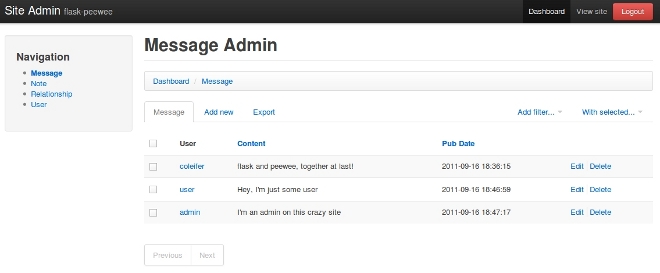 Site Admin flask-peewee Dashboard View site Logout
Navigation
Message
Note
Relationship
User
Message Admin
Dashboard / Message
Message Add new Export Add filter... With selected...
User Content Pub Date
coleifer flask and peewee, together at last! 2011-09-16 18:36:15 Edit Delete
user Hey, I'm just some user 2011-09-16 18:46:59 Edit Delete
admin I'm an admin on this crazy site 2011-09-16 18:47:17 Edit Delete
Previous Next